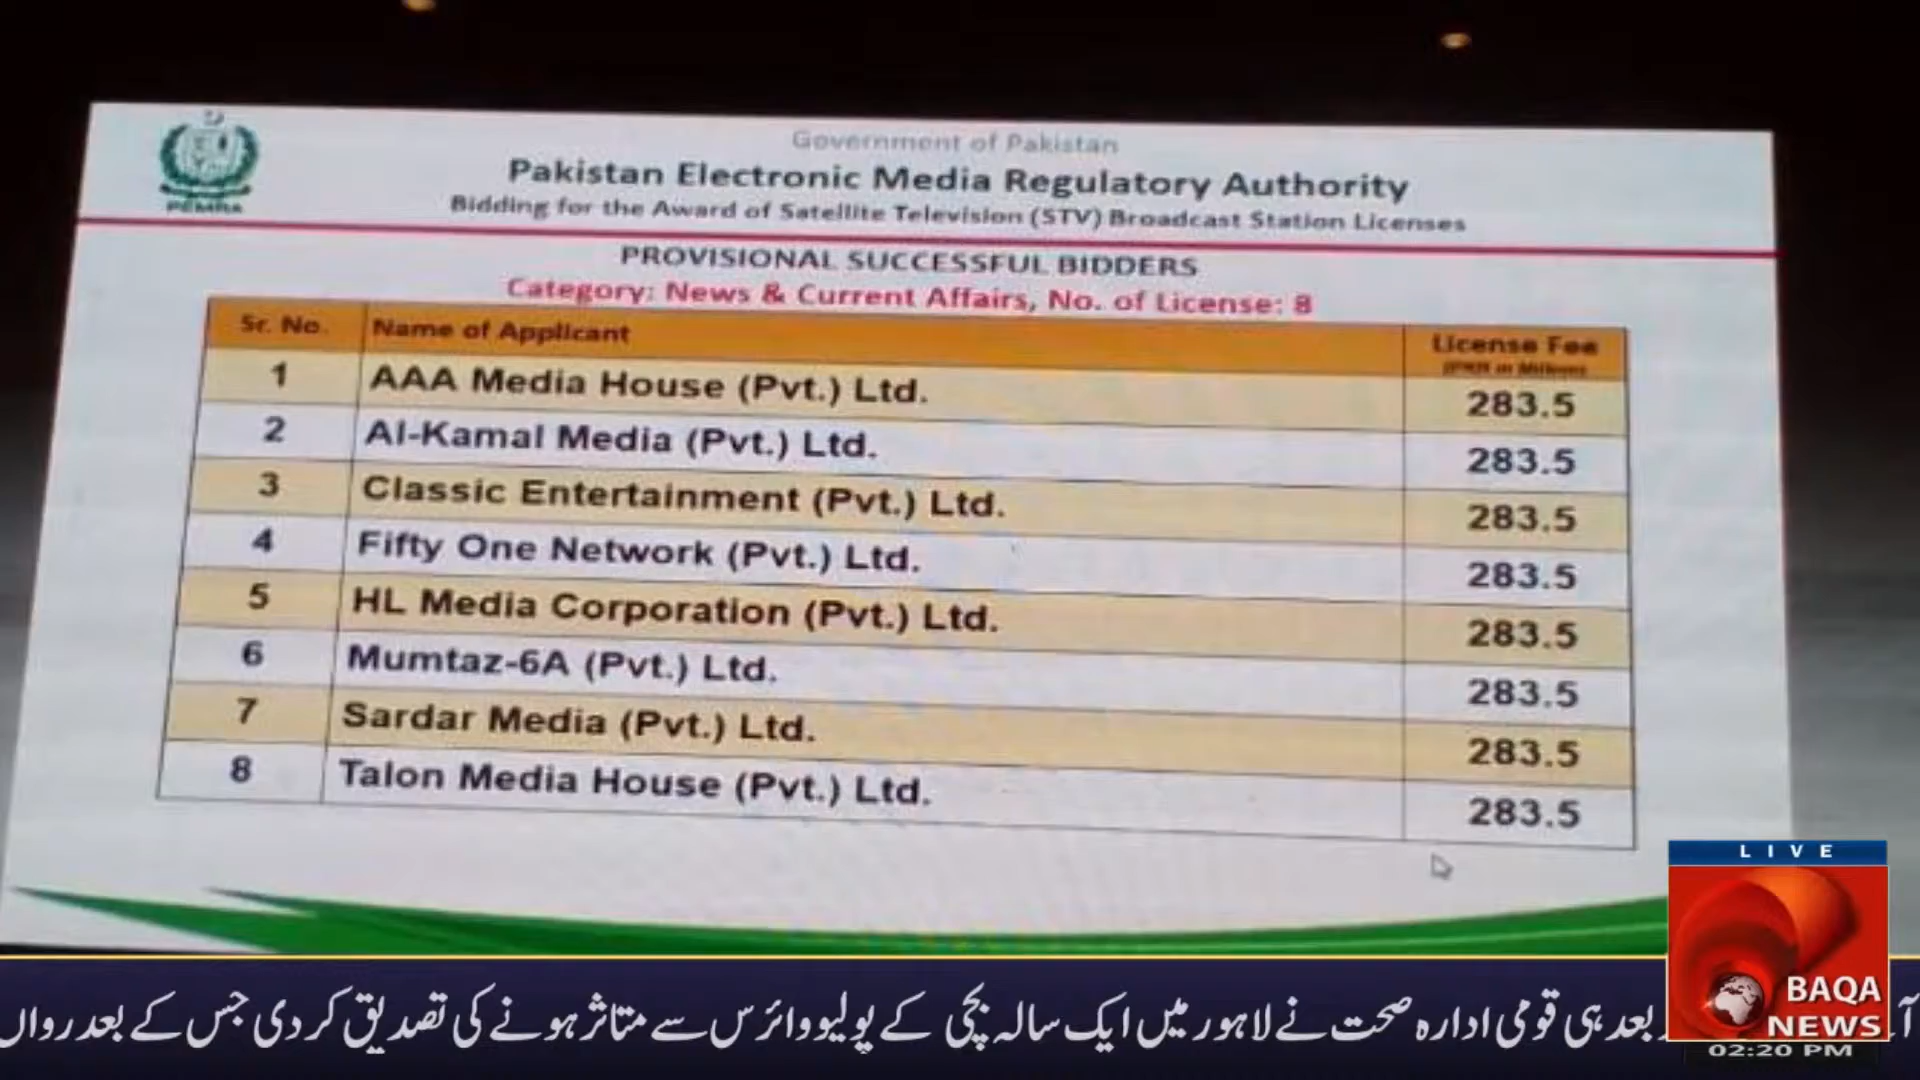 Government of Pakistan
Pakistan Electronic Media Regulatory Authority
Bidding for the Award of Satellite Television (STV) Broadcast Station Licenses
PEMRA
PROVISIONAL SUCCESSFUL BIDDERS
Category: News & Current Affairs, No. of License: 8
Sr. No. Name of Applicant License Fee
(PKR in Million)
1 AAA Media House (Pvt.) Ltd. 283.5
2 Al-Kamal Media (Pvt.) Ltd. 283.5
3 Classic Entertainment (Pvt.) Ltd. 283.5
4 Fifty One Network (Pvt.) Ltd. 283.5
5 HL Media Corporation (Pvt.) Ltd. 283.5
6 Mumtaz-6A (Pvt.) Ltd. 283.5
7 Sardar Media (Pvt.) Ltd. 283.5
8 Talon Media House (Pvt.) Ltd. 283.5
LIVE
BAQA
NEWS
02:20 PM
بعد ہی قومی ادارہ صحت نے لاہور میں ایک سالہ بچی کے پولیو وائرس سے متاثر ہونے کی تصدیق کر دی جس کے بعد رواں